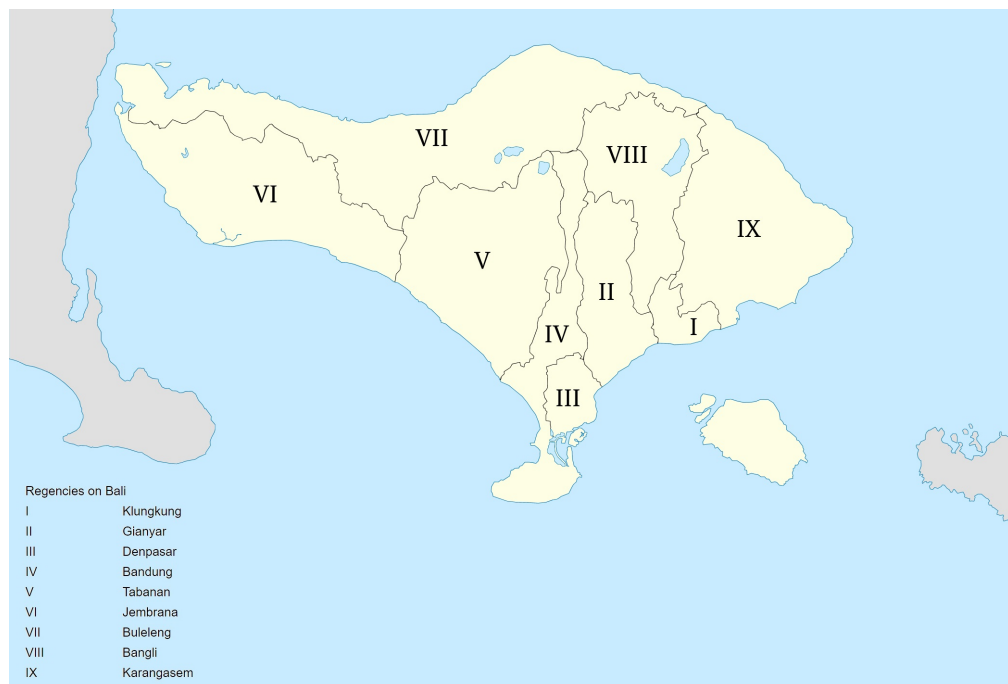 VII
VIII
VI
IX
V
II
I
IV
III
Regencies on Bali
I Klungkung
II Gianyar
III Denpasar
IV Bandung
V Tabanan
VI Jembrana
VII Buleleng
VIII Bangli
IX Karangasem